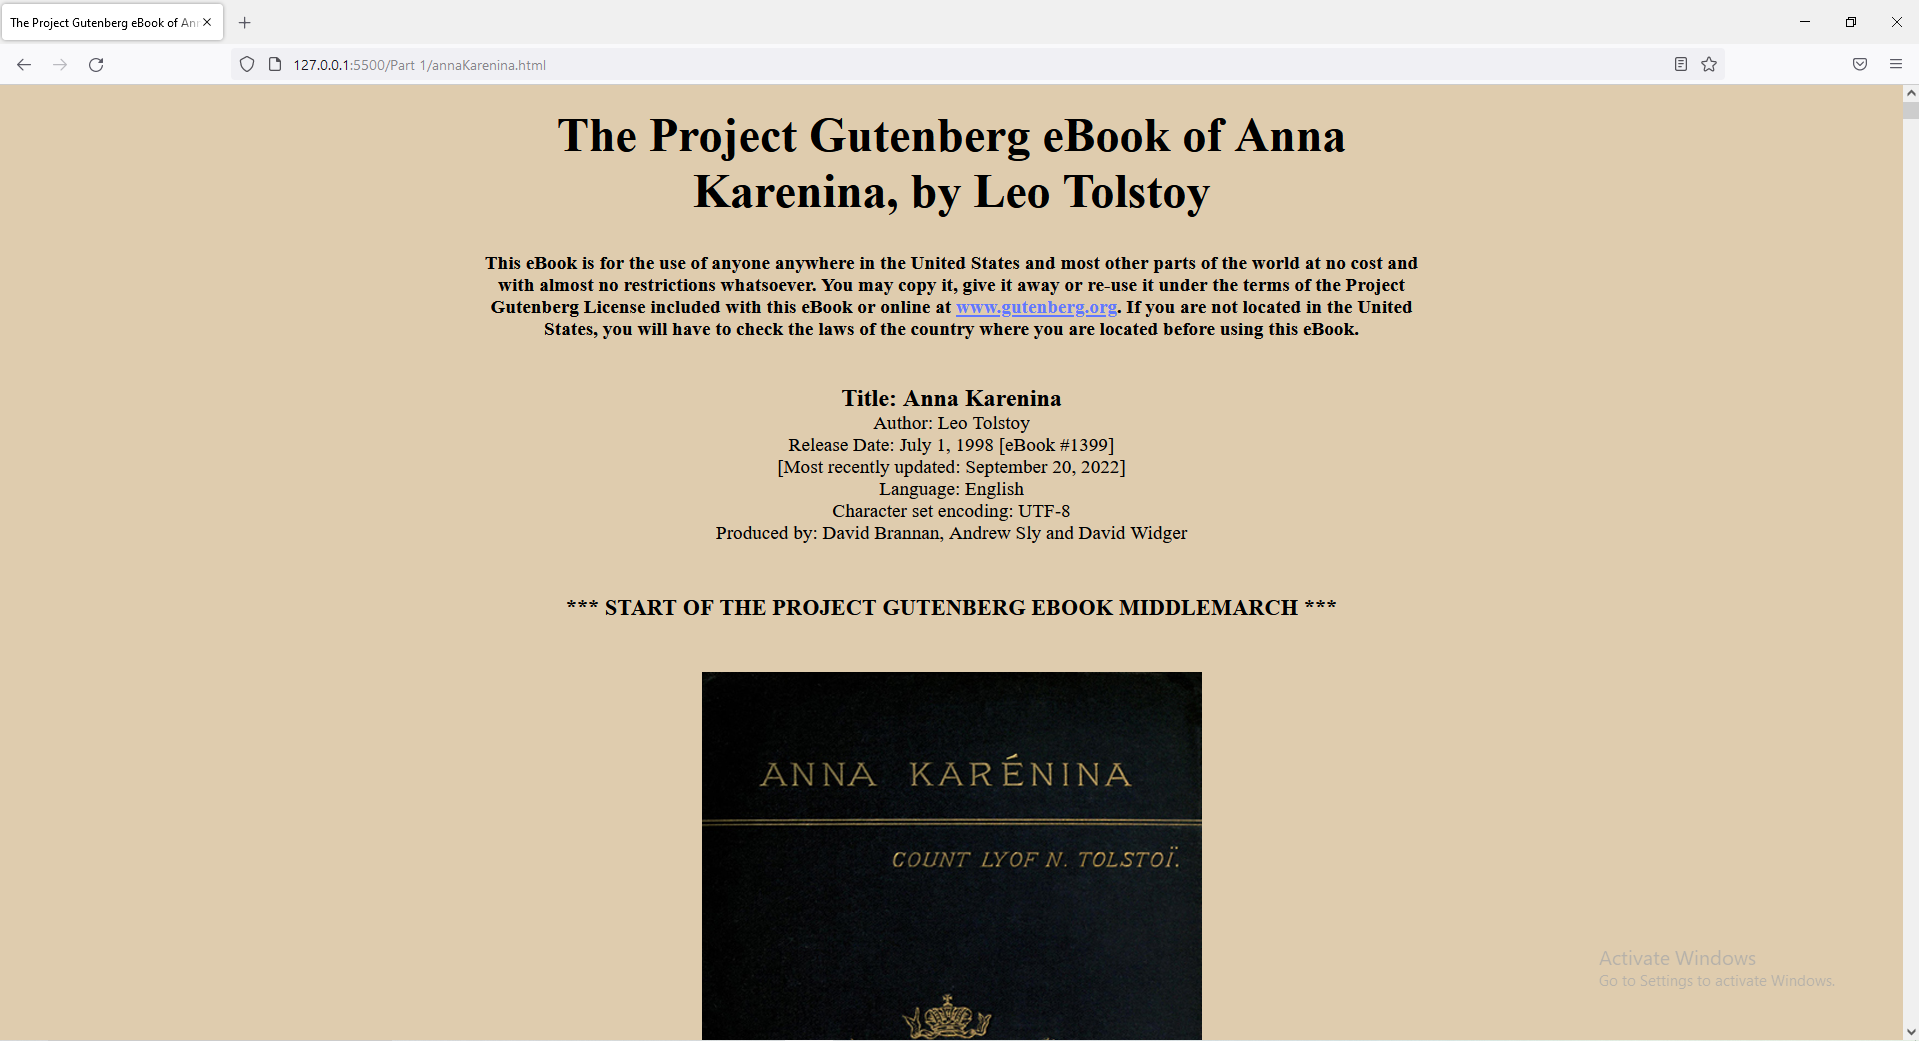 The Project Gutenberg eBook of Ann
127.0.0.1:5500/Part 1/annaKarenina.html
The Project Gutenberg eBook of Anna
Karenina, by Leo Tolstoy
This eBook is for the use of anyone anywhere in the United States and most other parts of the world at no cost and
with almost no restrictions whatsoever. You may copy it, give it away or re-use it under the terms of the Project
Gutenberg License included with this eBook or online at www.gutenberg.org. If you are not located in the United
States, you will have to check the laws of the country where you are located before using this eBook.
Title: Anna Karenina
Author: Leo Tolstoy
Release Date: July 1, 1998 [eBook #1399]
[Most recently updated: September 20, 2022]
Language: English
Character set encoding: UTF-8
Produced by: David Brannan, Andrew Sly and David Widger
*** START OF THE PROJECT GUTENBERG EBOOK MIDDLEMARCH ***
ANNA KARÉNINA
COUNT LYOF N. TOLSTOÏ.
Activate Windows
Go to Settings to activate Windows.